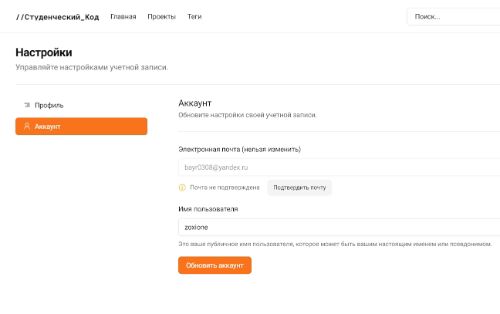 //Студенческий_Код Главная Проекты Теги Поиск...
Настройки
Управляйте настройками учетной записи.
Профиль
Аккаунт
Аккаунт
Обновите настройки своей учетной записи.
Электронная почта (нельзя изменить)
beyr0308@yandex.ru
Почта не подтверждена Подтвердить почту
Имя пользователя
zoxione
Это ваше публичное имя пользователя, которое может быть вашим настоящим именем или псевдонимом.
Обновить аккаунт